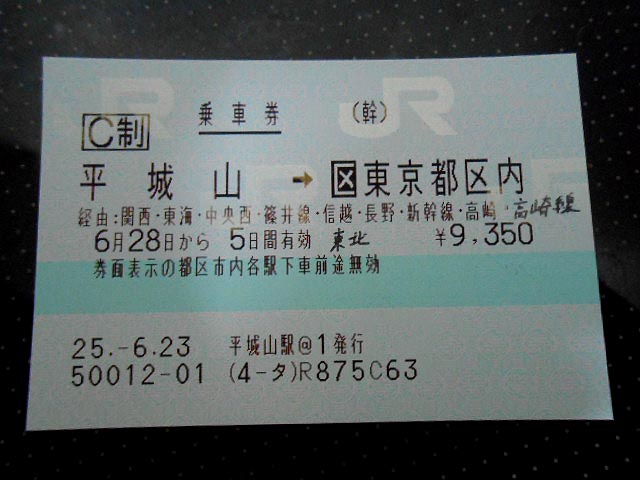 JR
JR
乗車券 (幹)
C制
平城山 → 区東京都区内
経由:関西・東海・中央西・篠井線・信越・長野・新幹線・高崎・高崎線
6月28日から 5日間有効 東北 ¥9,350
券面表示の都区市内各駅下車前途無効
25.-6.23 平城山駅@1発行
50012-01 (4-タ)R875C63